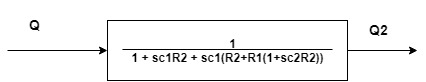 Q
Q2
1
1 + sc1R2 + sc1(R2+R1(1+sc2R2))